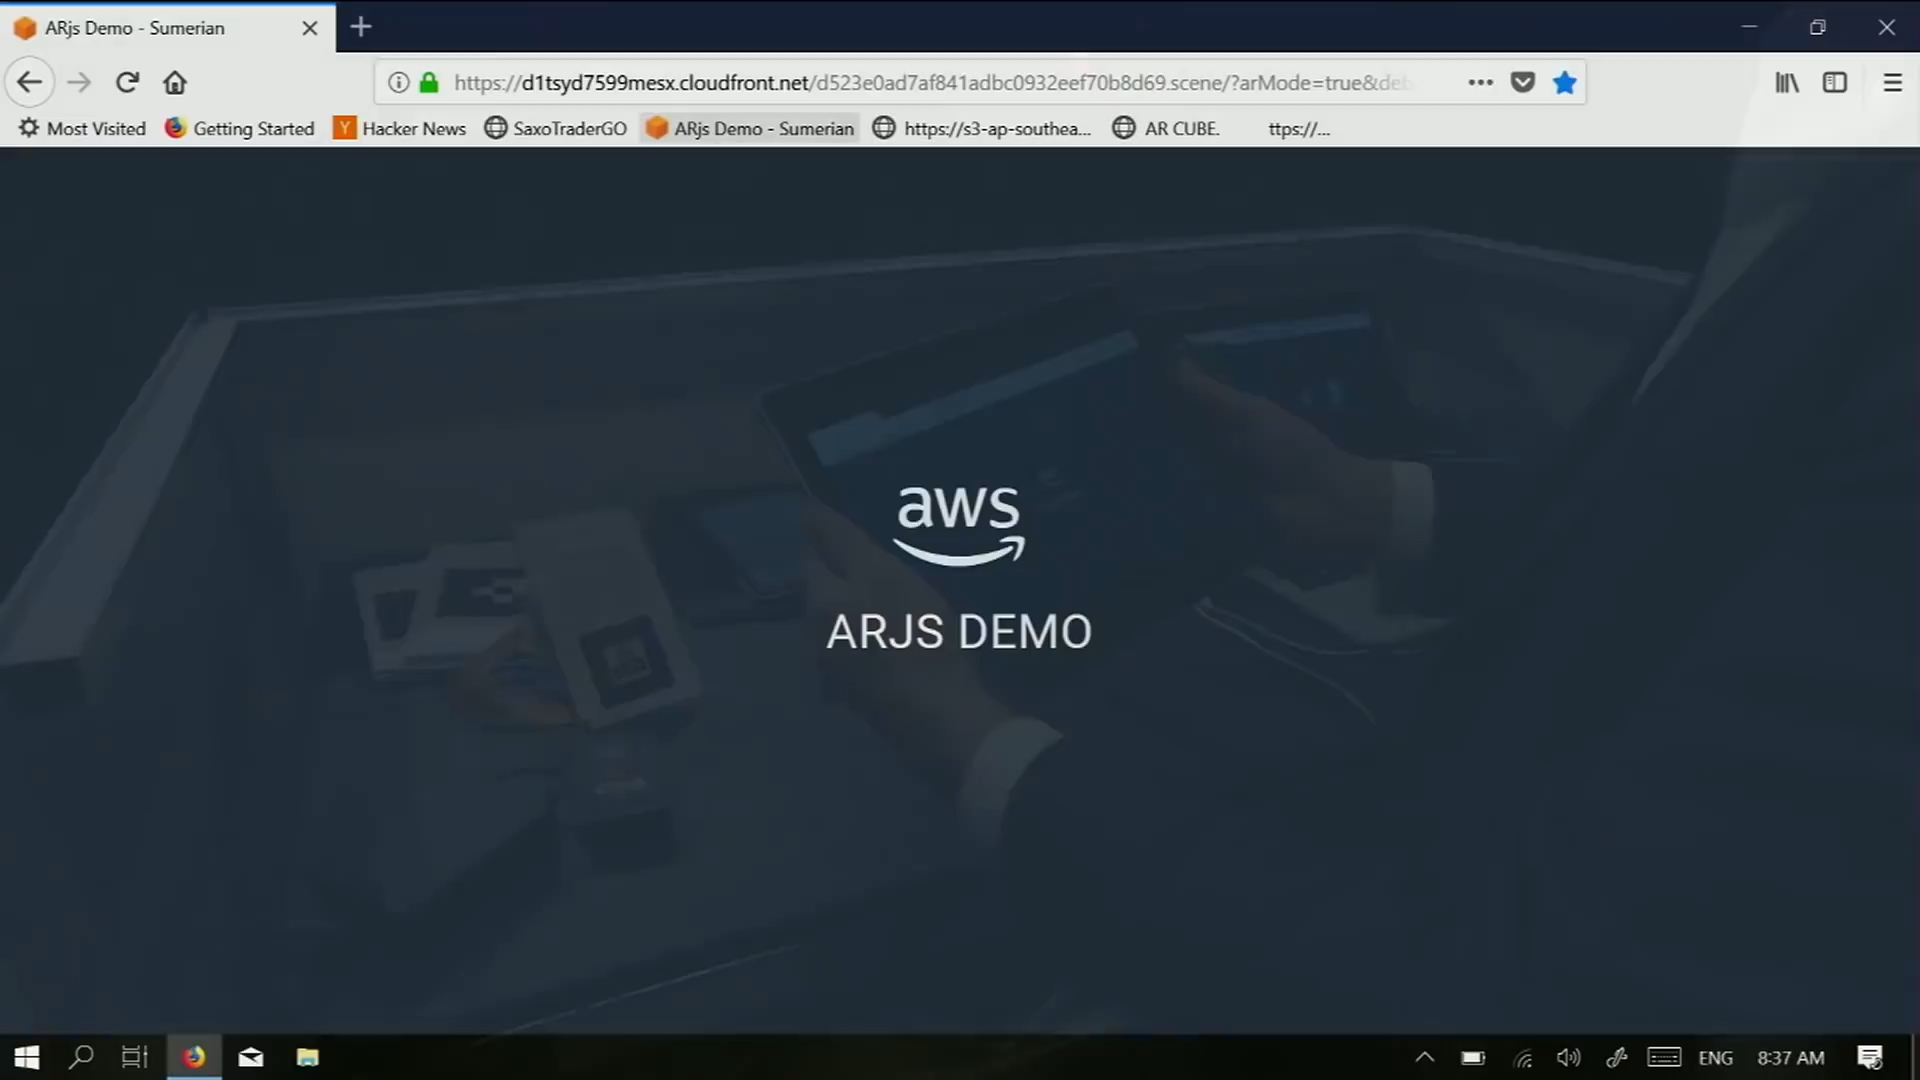 ARjs Demo - Sumerian
https://d1tsyd7599mesx.cloudfront.net/d523e0ad7af841adbc0932eef70b8d69.scene/?arMode=true&deb
Most Visited Getting Started Hacker News SaxoTraderGO ARjs Demo - Sumerian https://s3-ap-southea... AR CUBE. ttps://...
aws
ARJS DEMO
ENG 8:37 AM